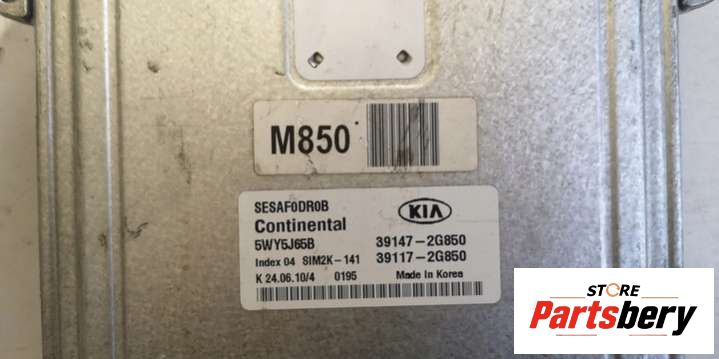 M850
SESAF0DR0B
Continental
KIA
5WY5J65B 39147-2G850
Index 04 SIM2K-141 39117-2G850
K 24.06.10/4 0195 Made in Korea
STORE
Partsbery